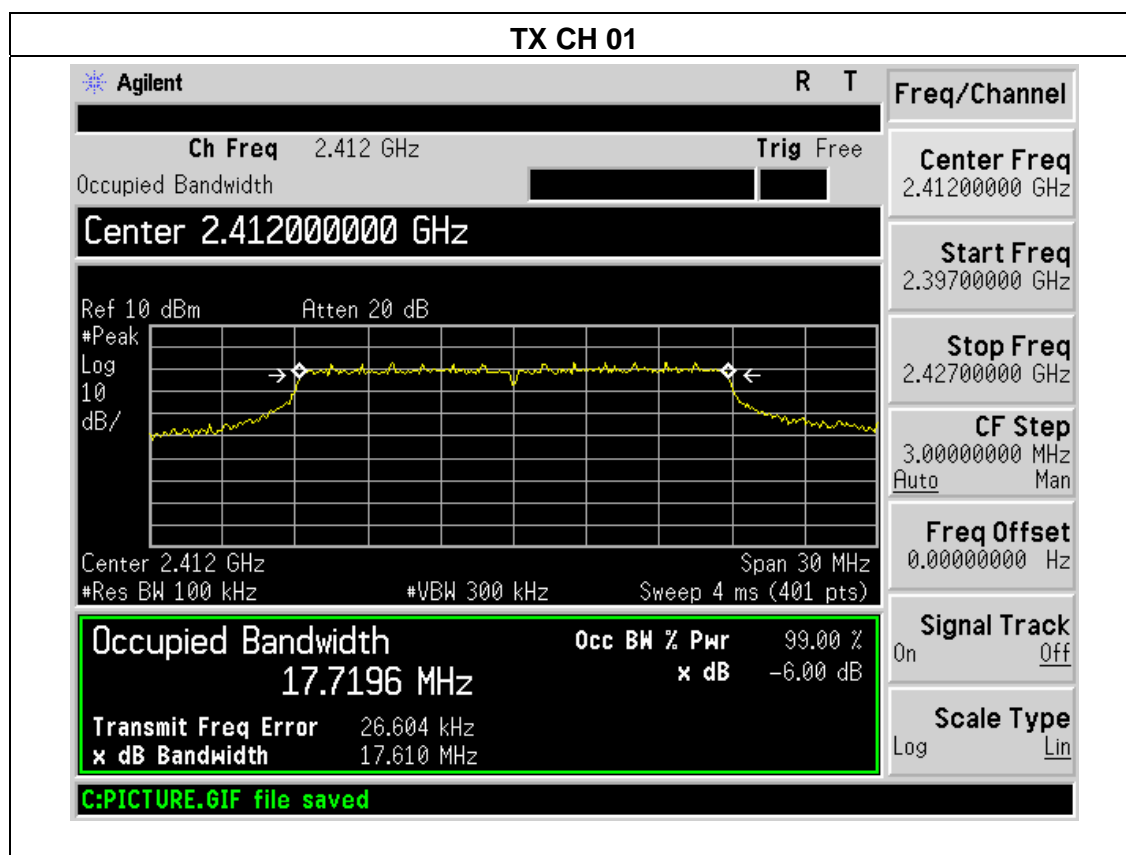 TX CH 01
Agilent R T
Ch Freq 2.412 GHz Trig Free
Occupied Bandwidth
Center 2.412000000 GHz
Ref 10 dBm Atten 20 dB
#Peak
Log
10
dB/
Center 2.412 GHz Span 30 MHz
#Res BW 100 kHz #VBW 300 kHz Sweep 4 ms (401 pts)
Occupied Bandwidth Occ BW % Pwr 99.00 %
17.7196 MHz x dB -6.00 dB
Transmit Freq Error 26.604 kHz
x dB Bandwidth 17.610 MHz
C:PICTURE.GIF file saved
Freq/Channel
Center Freq
2.41200000 GHz
Start Freq
2.39700000 GHz
Stop Freq
2.42700000 GHz
CF Step
3.00000000 MHz
Auto Man
Freq Offset
0.00000000 Hz
Signal Track
On Off
Scale Type
Log Lin